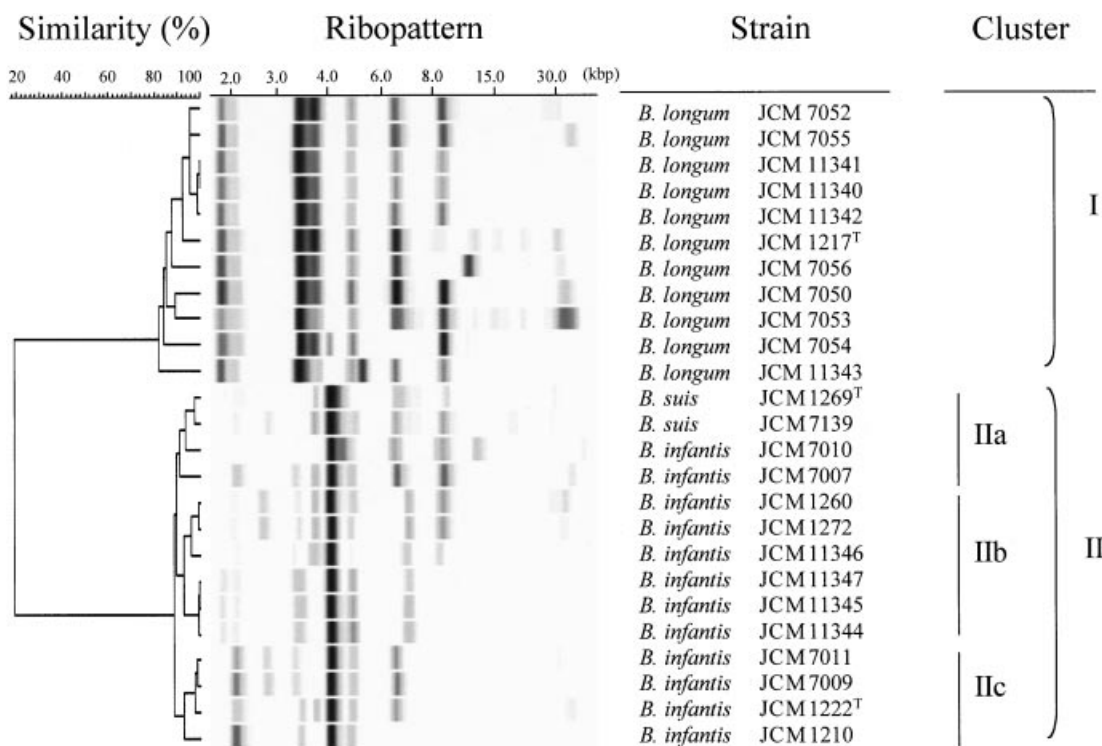 Similarity (%) Ribopattern Strain Cluster
20 40 60 80 100 2.0 3.0 4.0 6.0 8.0 15.0 30.0 (kbp)
B. longum JCM 7052
B. longum JCM 7055
B. longum JCM 11341
B. longum JCM 11340
B. longum JCM 11342
I
B. longum JCM 1217ᵀ
B. longum JCM 7056
B. longum JCM 7050
B. longum JCM 7053
B. longum JCM 7054
B. longum JCM 11343
B. suis JCM 1269ᵀ
B. suis JCM 7139
IIa
B. infantis JCM 7010
B. infantis JCM 7007
B. infantis JCM 1260
B. infantis JCM 1272
IIb II
B. infantis JCM 11346
B. infantis JCM 11347
B. infantis JCM 11345
B. infantis JCM 11344
B. infantis JCM 7011
B. infantis JCM 7009
IIc
B. infantis JCM 1222ᵀ
B. infantis JCM 1210